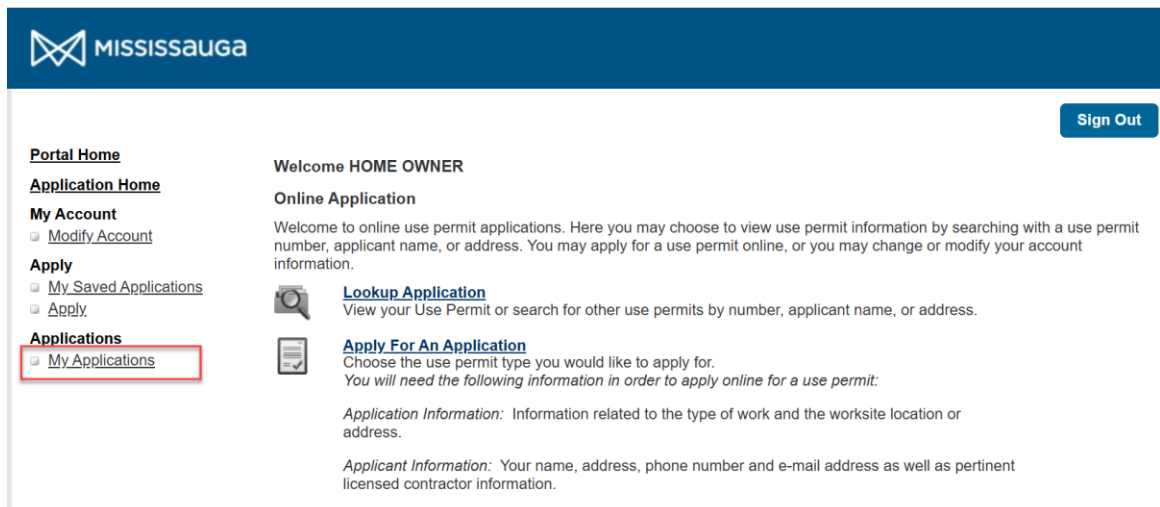 MISSISSAUGA
Sign Out
Portal Home
Application Home
My Account
Modify Account
Apply
My Saved Applications
Apply
Applications
My Applications
Welcome HOME OWNER
Online Application
Welcome to online use permit applications. Here you may choose to view use permit information by searching with a use permit
number, applicant name, or address. You may apply for a use permit online, or you may change or modify your account
information.
Lookup Application
View your Use Permit or search for other use permits by number, applicant name, or address.
Apply For An Application
Choose the use permit type you would like to apply for.
You will need the following information in order to apply online for a use permit:
Application Information: Information related to the type of work and the worksite location or
address.
Applicant Information: Your name, address, phone number and e-mail address as well as pertinent
licensed contractor information.